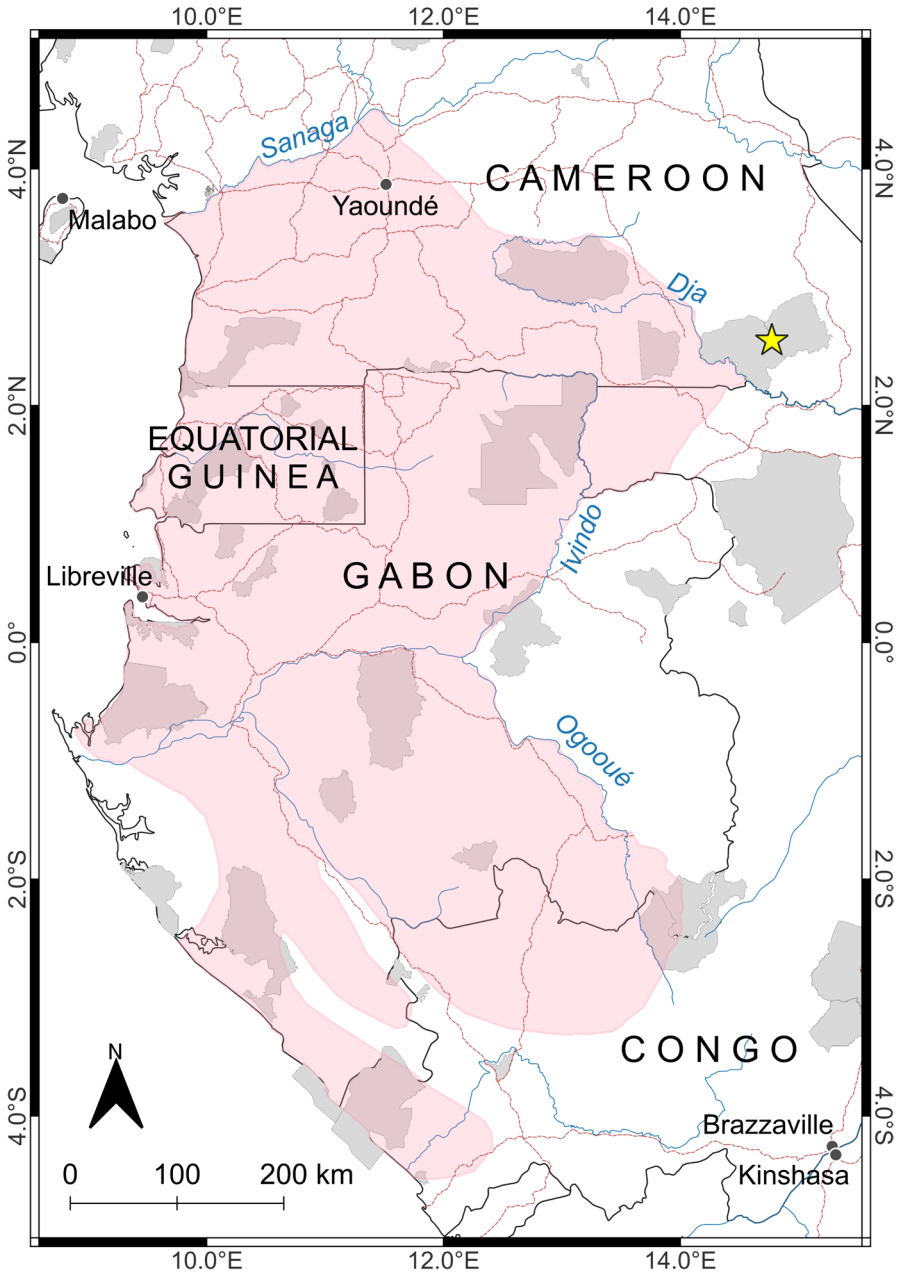 10.0°E 12.0°E 14.0°E
Sanaga
4.0°N 4.0°N
CAMEROON
Yaoundé
Malabo
Dja
2.0°N 2.0°N
EQUATORIAL
GUINEA
Ivindo
Libreville
GABON
0.0° 0.0°
Ogooué
2.0°S 2.0°S
CONGO
N
4.0°S 4.0°S
Brazzaville
0 100 200 km
Kinshasa
10.0°E 12.0°E 14.0°E